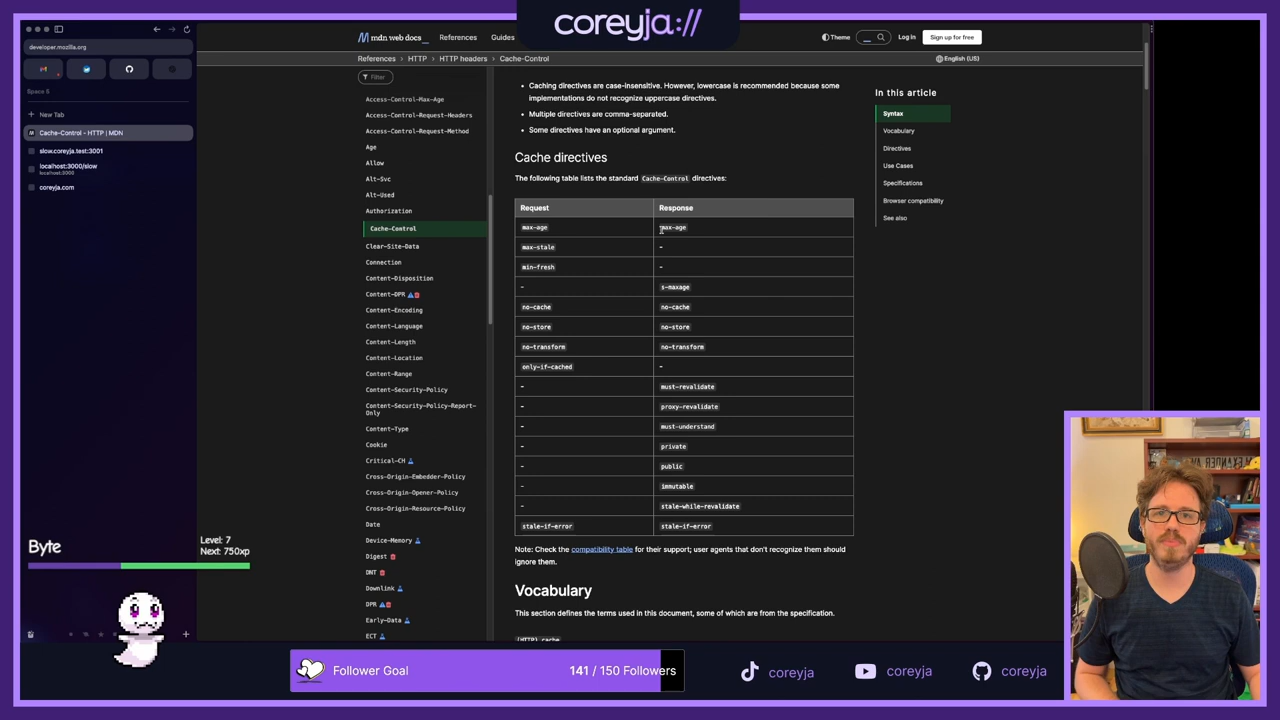 coreyja://
developer.mozilla.org
Space 5
New Tab
Cache-Control - HTTP | MDN
slow.coreyja.test:3001
localhost:3000/slow
localhost:3000
coreyja.com
mdn web docs_
References
Guides
Theme
Log in
Sign up for free
References
HTTP
HTTP headers
Cache-Control
English (US)
Filter
Access-Control-Max-Age
Access-Control-Request-Headers
Access-Control-Request-Method
Age
Allow
Alt-Svc
Alt-Used
Authorization
Cache-Control
Clear-Site-Data
Connection
Content-Disposition
Content-DPR
Content-Encoding
Content-Language
Content-Length
Content-Location
Content-Range
Content-Security-Policy
Content-Security-Policy-Report-
Only
Content-Type
Cookie
Critical-CH
Cross-Origin-Embedder-Policy
Cross-Origin-Opener-Policy
Cross-Origin-Resource-Policy
Date
Device-Memory
Digest
DNT
Downlink
DPR
Early-Data
ECT
Caching directives are case-insensitive. However, lowercase is recommended because some
implementations do not recognize uppercase directives.
Multiple directives are comma-separated.
Some directives have an optional argument.
Cache directives
The following table lists the standard Cache-Control directives:
Request Response
max-age max-age
max-stale -
min-fresh -
- s-maxage
no-cache no-cache
no-store no-store
no-transform no-transform
only-if-cached -
- must-revalidate
- proxy-revalidate
- must-understand
- private
- public
- immutable
- stale-while-revalidate
stale-if-error stale-if-error
Note: Check the compatibility table for their support; user agents that don't recognize them should
ignore them.
Vocabulary
This section defines the terms used in this document, some of which are from the specification.
(HTTP) cache
In this article
Syntax
Vocabulary
Directives
Use Cases
Specifications
Browser compatibility
See also
Byte
Level: 7
Next: 750xp
Follower Goal
141 / 150 Followers
coreyja
coreyja
coreyja